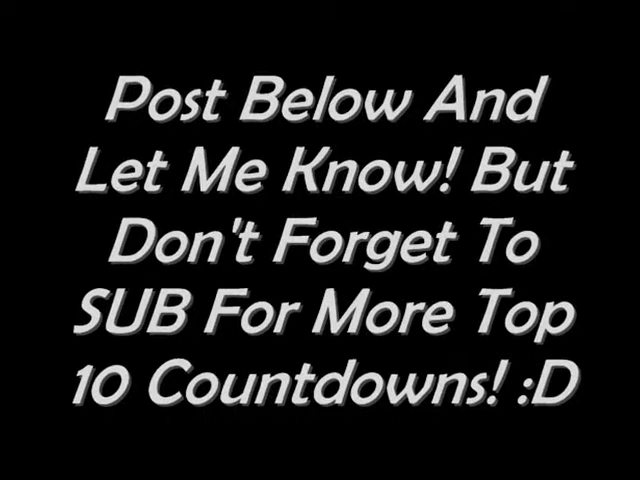 Post Below And
Let Me Know! But
Don't Forget To
SUB For More Top
10 Countdowns! :D